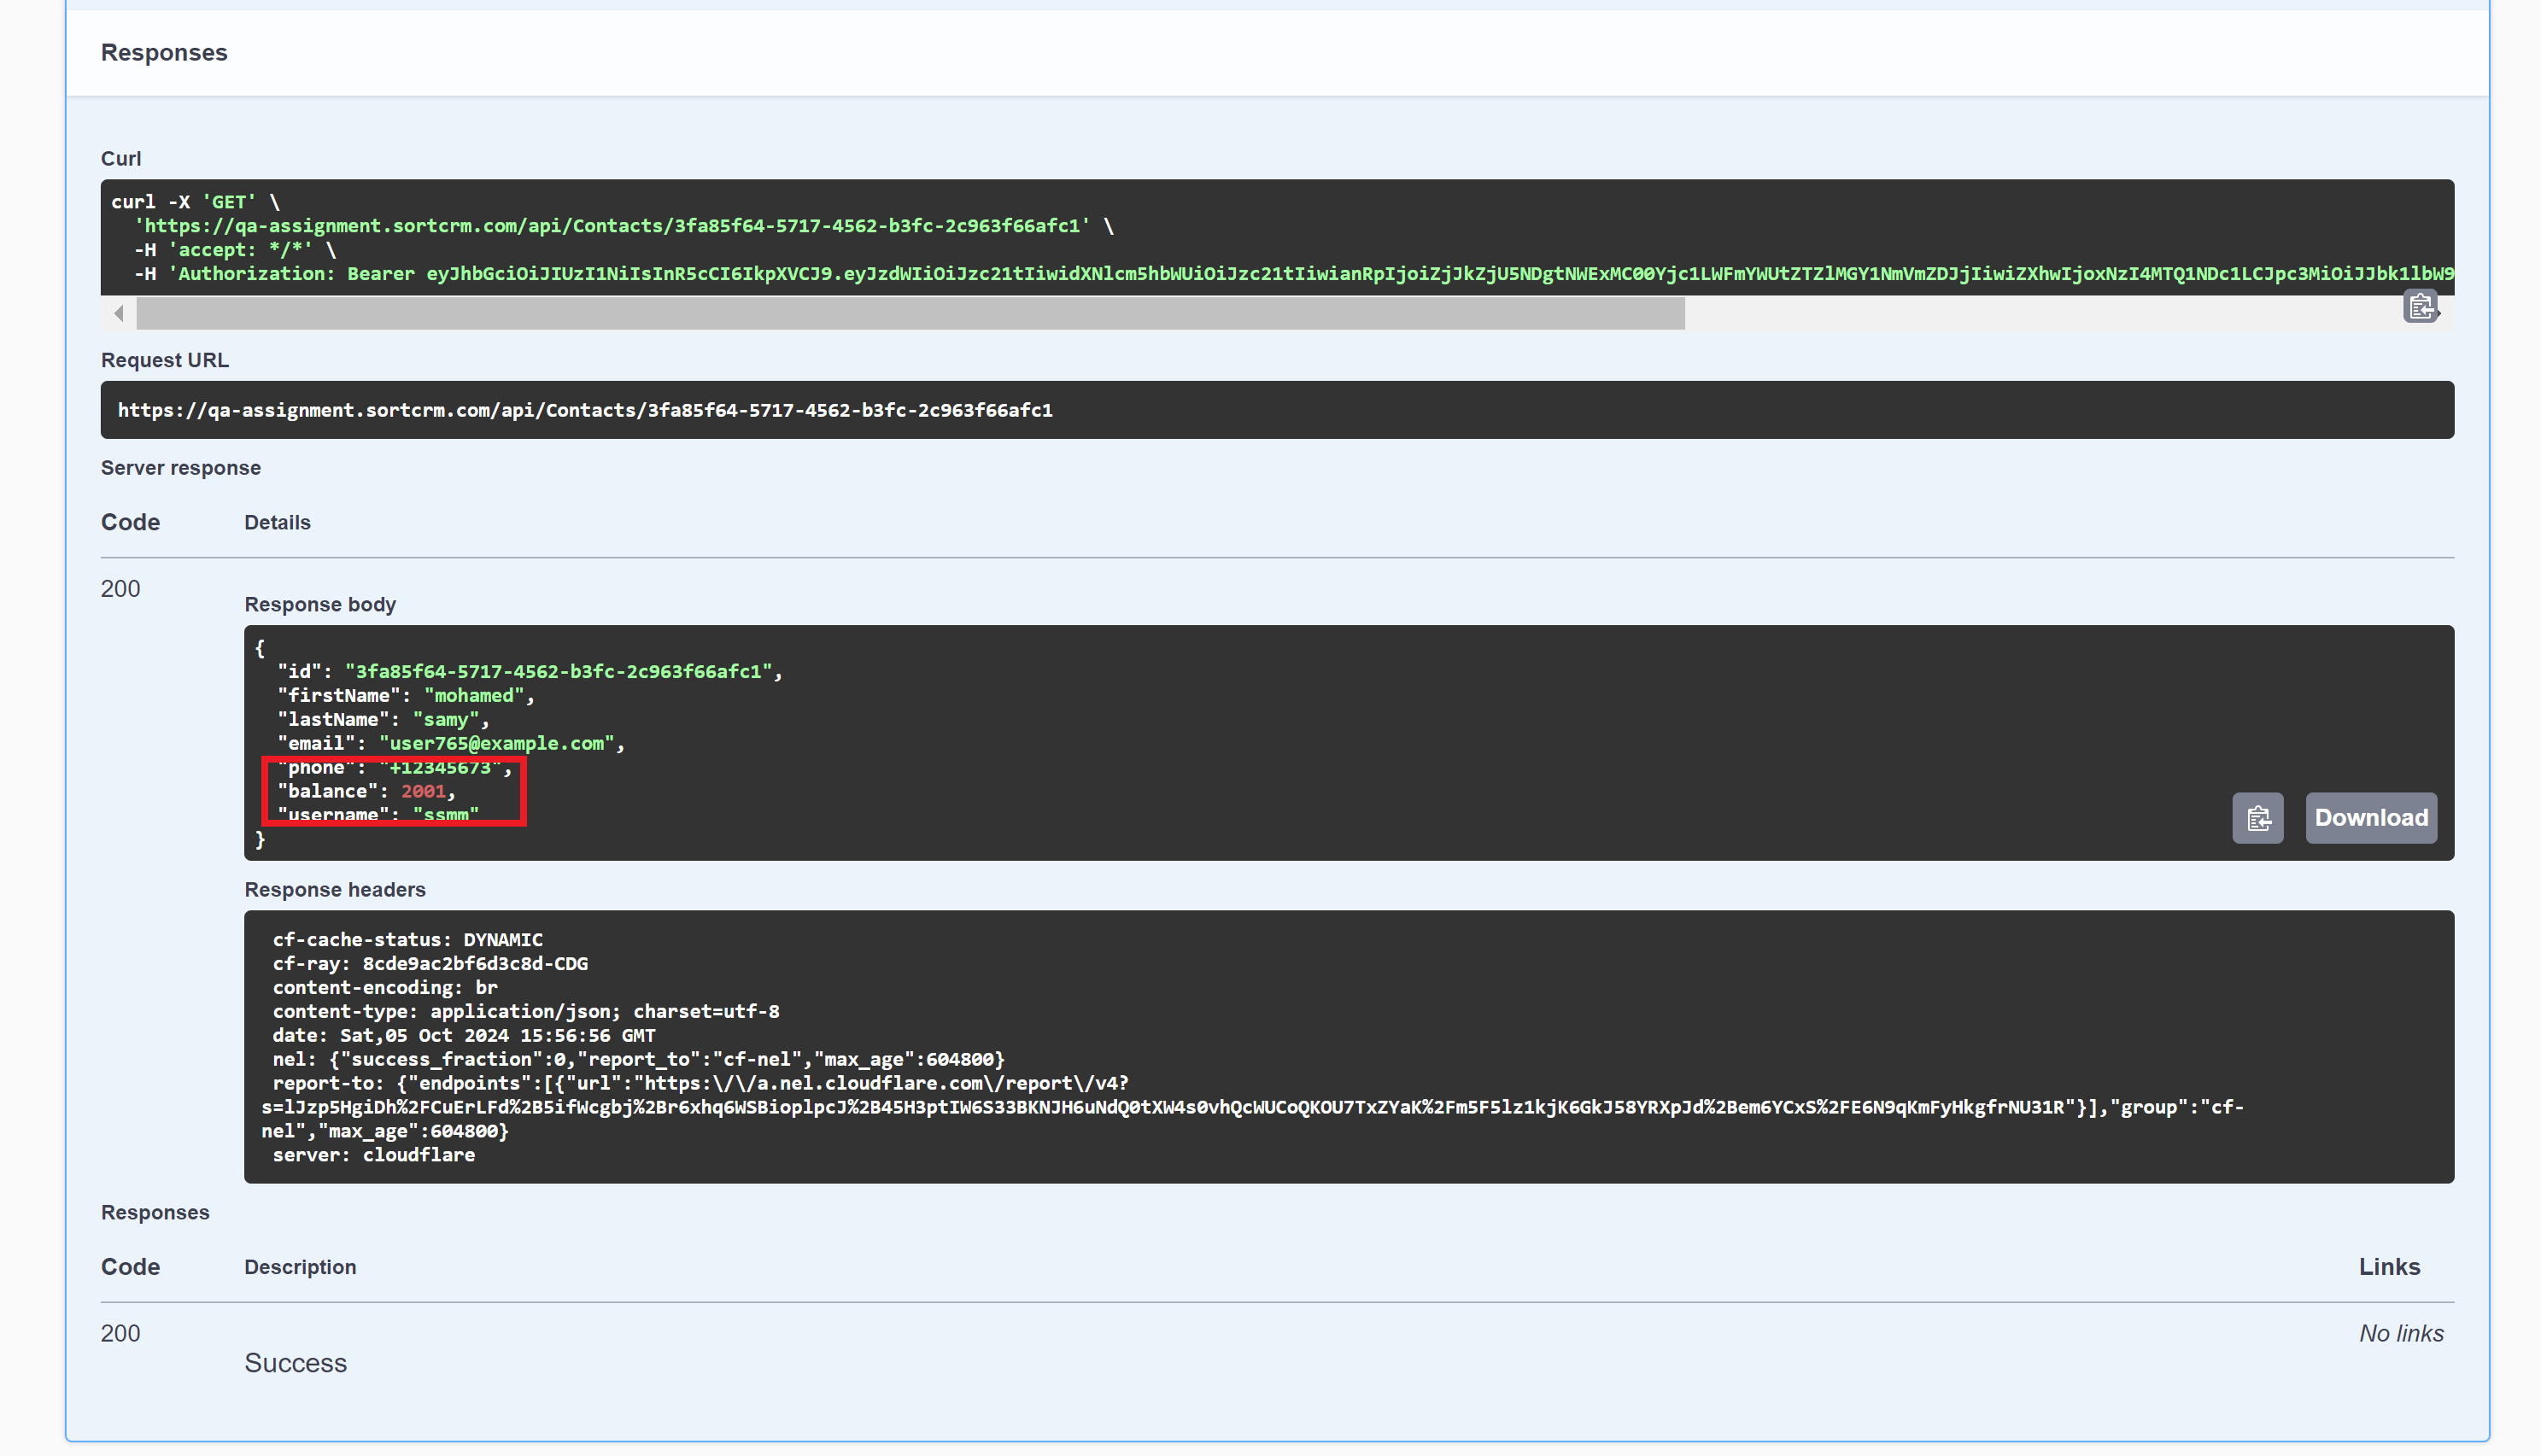 Responses
Curl
curl -X 'GET' \
'https://qa-assignment.sortcrm.com/api/Contacts/3fa85f64-5717-4562-b3fc-2c963f66afc1' \
-H 'accept: */*' \
-H 'Authorization: Bearer eyJhbGciOiJIUzI1NiIsInR5cCI6IkpXVCJ9.eyJzdWIiOiJzc21tIiwidXNlcm5hbWUiOiJzc21tIiwianRpIjoiZjJkZjU5NDgtNWExMC00Yjc1LWFmYWUtZTZlMGY1NmVmZDJjIiwiZXhwIjoxNzI4MTQ1NDc1LCJpc3MiOiJJbk1lbW9
Request URL
https://qa-assignment.sortcrm.com/api/Contacts/3fa85f64-5717-4562-b3fc-2c963f66afc1
Server response
Code Details
200
Response body
{
"id": "3fa85f64-5717-4562-b3fc-2c963f66afc1",
"firstName": "mohamed",
"lastName": "samy",
"email": "user765@example.com",
"phone": "+12345673",
"balance": 2001,
"username": "ssmm"
}
Download
Response headers
cf-cache-status: DYNAMIC
cf-ray: 8cde9ac2bf6d3c8d-CDG
content-encoding: br
content-type: application/json; charset=utf-8
date: Sat,05 Oct 2024 15:56:56 GMT
nel: {"success_fraction":0,"report_to":"cf-nel","max_age":604800}
report-to: {"endpoints":[{"url":"https:\/\/a.nel.cloudflare.com\/report\/v4?
s=lJzp5HgiDh%2FCuErLFd%2B5ifWcgbj%2Br6xhq6WSBioplpcJ%2B45H3ptIW6S33BKNJH6uNdQ0tXW4s0vhQcWUCoQKOU7TxZYaK%2Fm5F5lz1kjK6GkJ58YRXpJd%2Bem6YCxS%2FE6N9qKmFyHkgfrNU31R"}],"group":"cf-
nel","max_age":604800}
server: cloudflare
Responses
Code Description Links
200 No links
Success